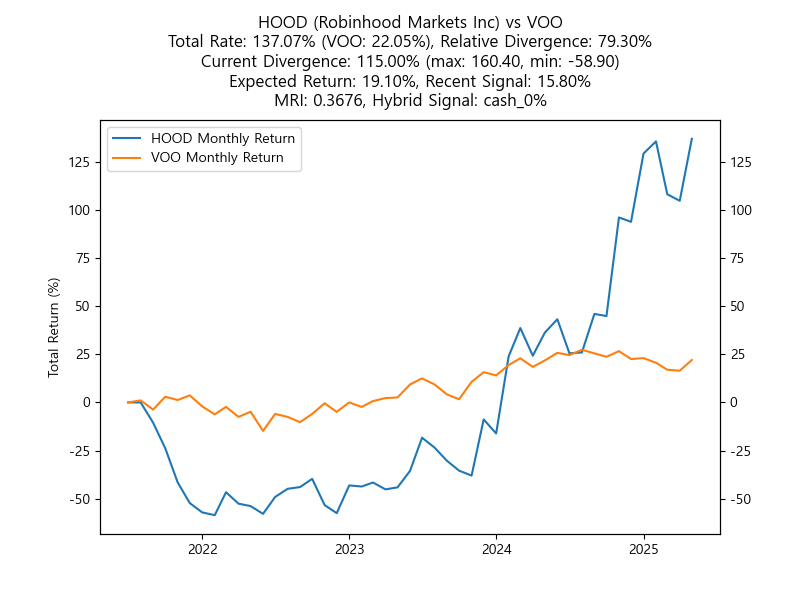 HOOD (Robinhood Markets Inc) vs VOO
Total Rate: 137.07% (VOO: 22.05%), Relative Divergence: 79.30%
Current Divergence: 115.00% (max: 160.40, min: -58.90)
Expected Return: 19.10%, Recent Signal: 15.80%
MRI: 0.3676, Hybrid Signal: cash_0%
HOOD Monthly Return
VOO Monthly Return
Total Return (%)
125
100
75
50
25
0
-25
-50
125
100
75
50
25
0
-25
-50
2022
2023
2024
2025